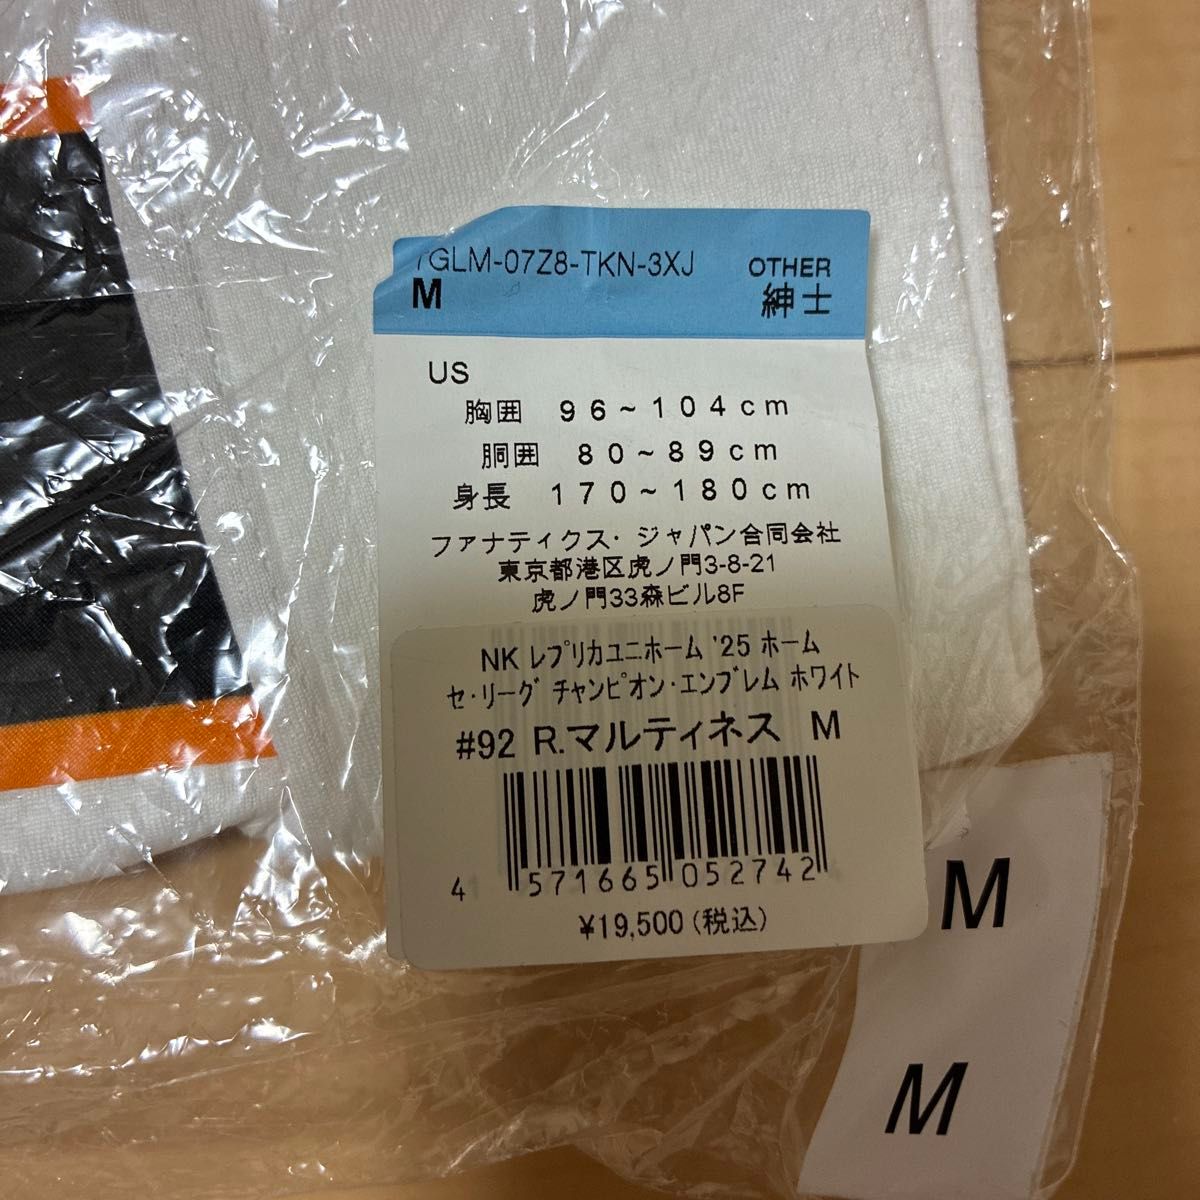 GLM-07Z8-TKN-3XJ
M
OTHER
紳士
US
胸囲 96~104cm
胴囲 80~89cm
身長 170~180cm
ファナティクス・ジャパン合同会社
東京都港区虎ノ門3-8-21
虎ノ門33森ビル8F
NK レプリカユニホーム '25 ホーム
セ・リーグ チャンピオン・エンブレム ホワイト
#92 R.マルティネス M
4 571665 052742
¥19,500(税込)
M
M